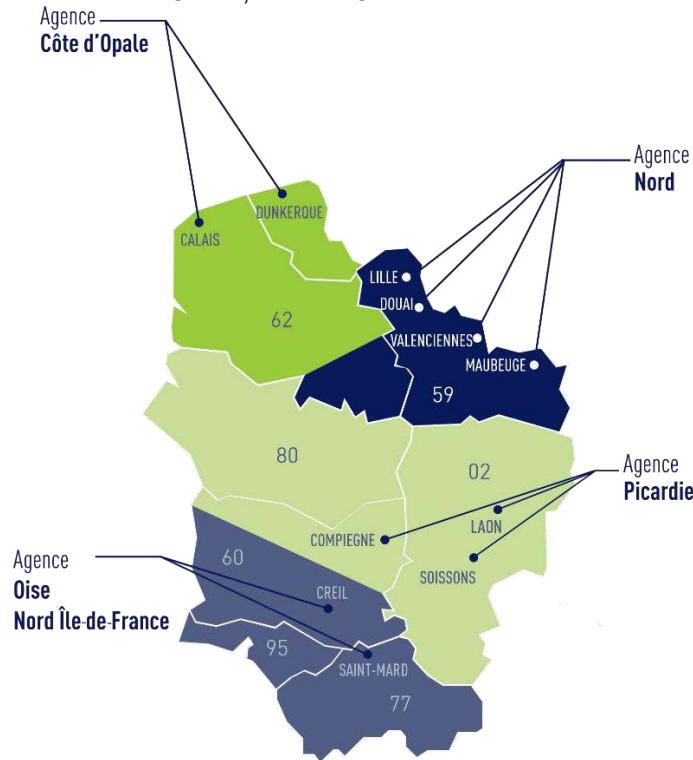 Agence
Côte d'Opale
Agence
Nord
DUNKERQUE
CALAIS
LILLE
DOUAI
62
VALENCIENNES
MAUBEUGE
59
80
02
Agence
Picardie
LAON
COMPIEGNE
SOISSONS
Agence
Oise
Nord Île-de-France
60
CREIL
95
SAINT-MARD
77